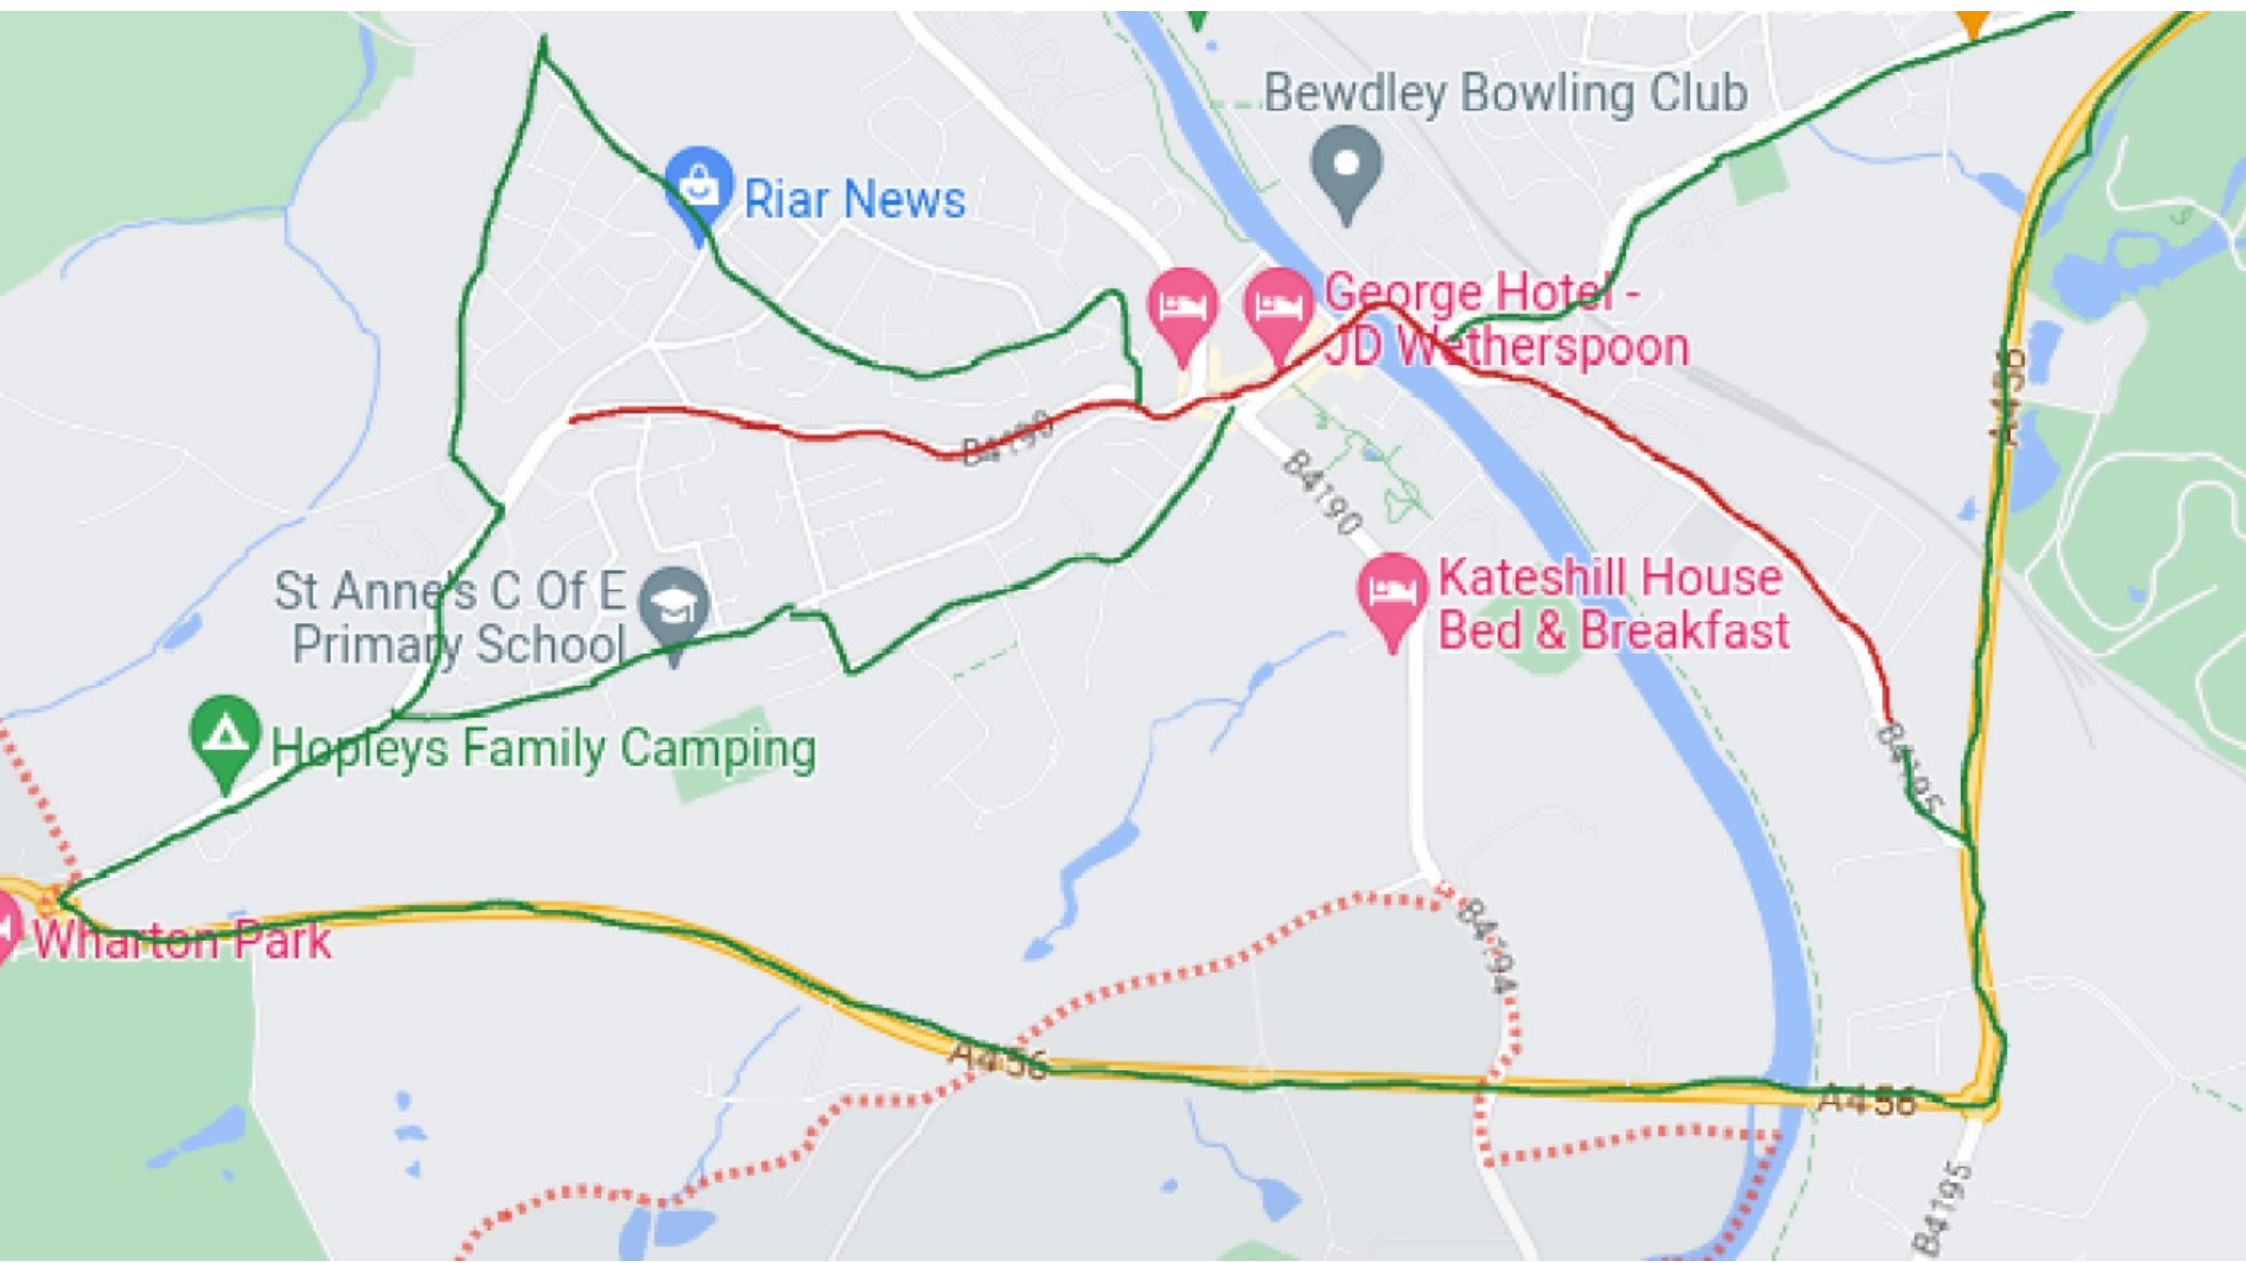 Bewdley Bowling Club
Riar News
George Hotel -
JD Wetherspoon
A456
B4190
B4190
St Anne's C Of E
Primary School
Kateshill House
Bed & Breakfast
Hopleys Family Camping
B4195
Wharton Park
B4194
A456
A456
B4195